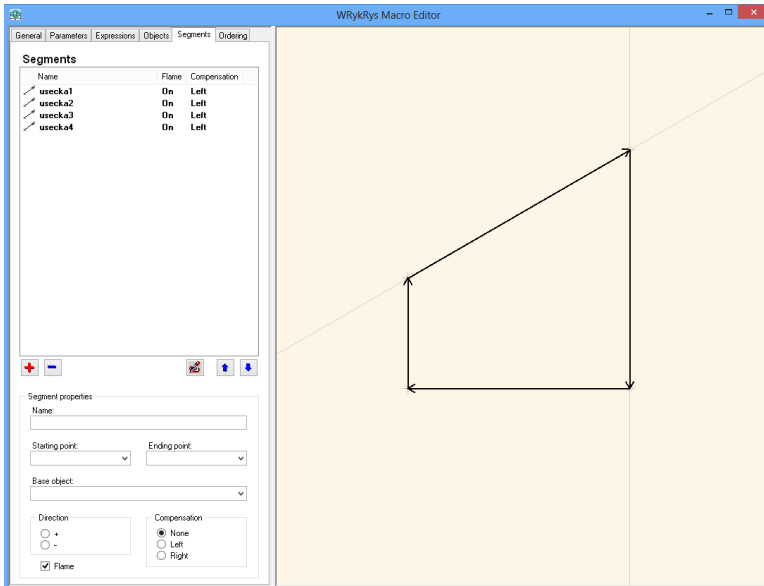 WRykRys Macro Editor
General Parameters Expressions Objects Segments Ordering
Segments
Name Flame Compensation
usecka1 On Left
usecka2 On Left
usecka3 On Left
usecka4 On Left
Segment properties
Name:
Starting point: Ending point:
Base object:
Direction Compensation
+ None
- Left
Right
Flame